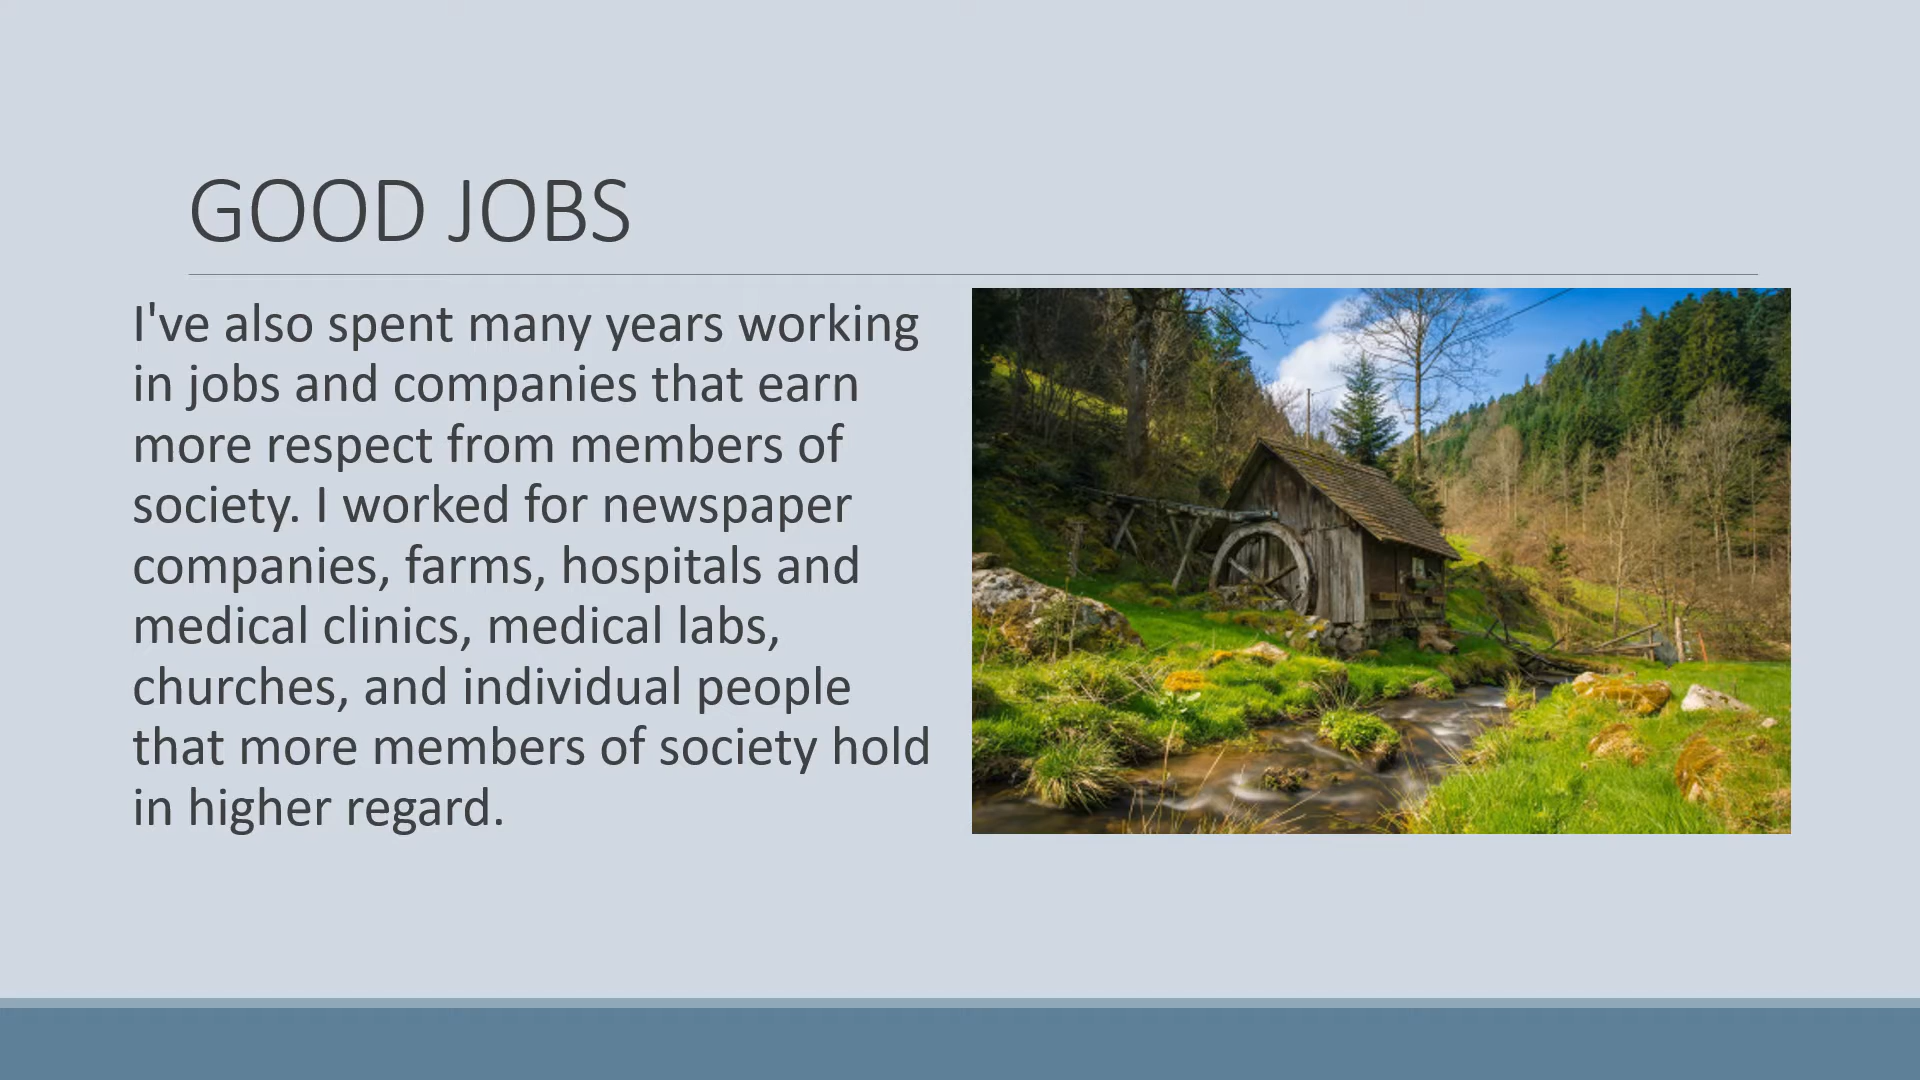 GOOD JOBS
I've also spent many years working
in jobs and companies that earn
more respect from members of
society. I worked for newspaper
companies, farms, hospitals and
medical clinics, medical labs,
churches, and individual people
that more members of society hold
in higher regard.